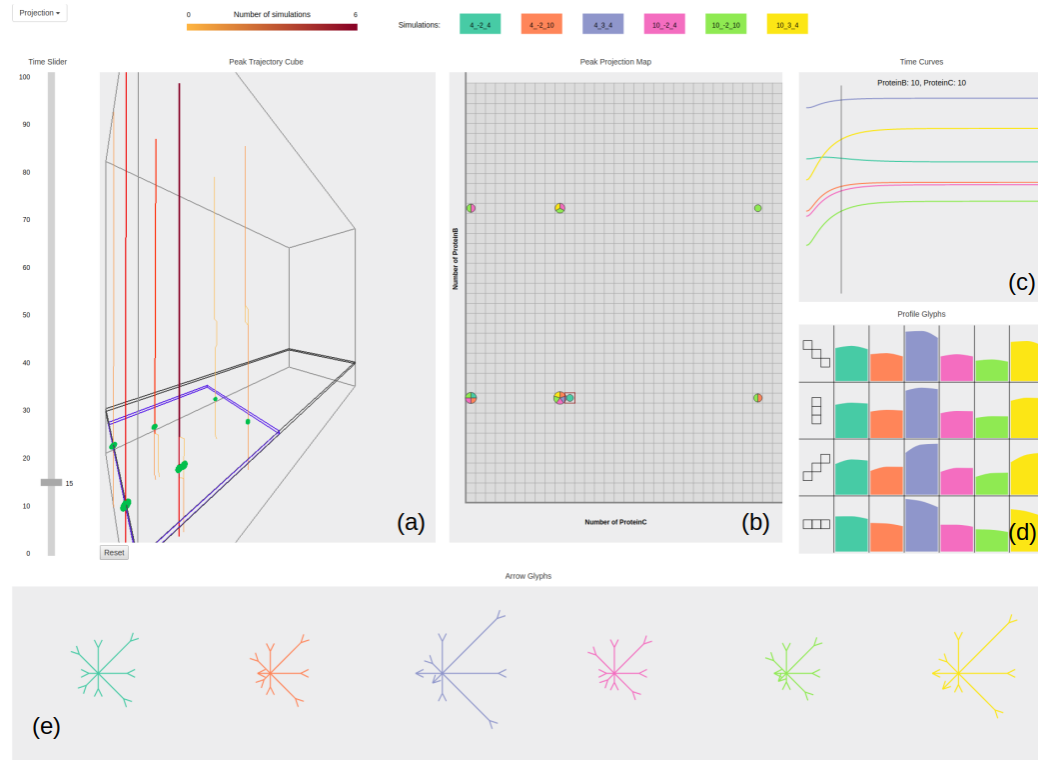 Projection
0 Number of simulations 6
Simulations: 4_-2_4 4_-2_10 4_3_4 10_-2_4 10_-2_10 10_3_4
Time Slider
Peak Trajectory Cube
Peak Projection Map
Time Curves
100
90
80
70
60
50
40
30
20
15
10
0
Reset
(a)
Number of ProteinB
Number of ProteinC
(b)
ProteinB: 10, ProteinC: 10
(c)
Profile Glyphs
(d)
Arrow Glyphs
(e)